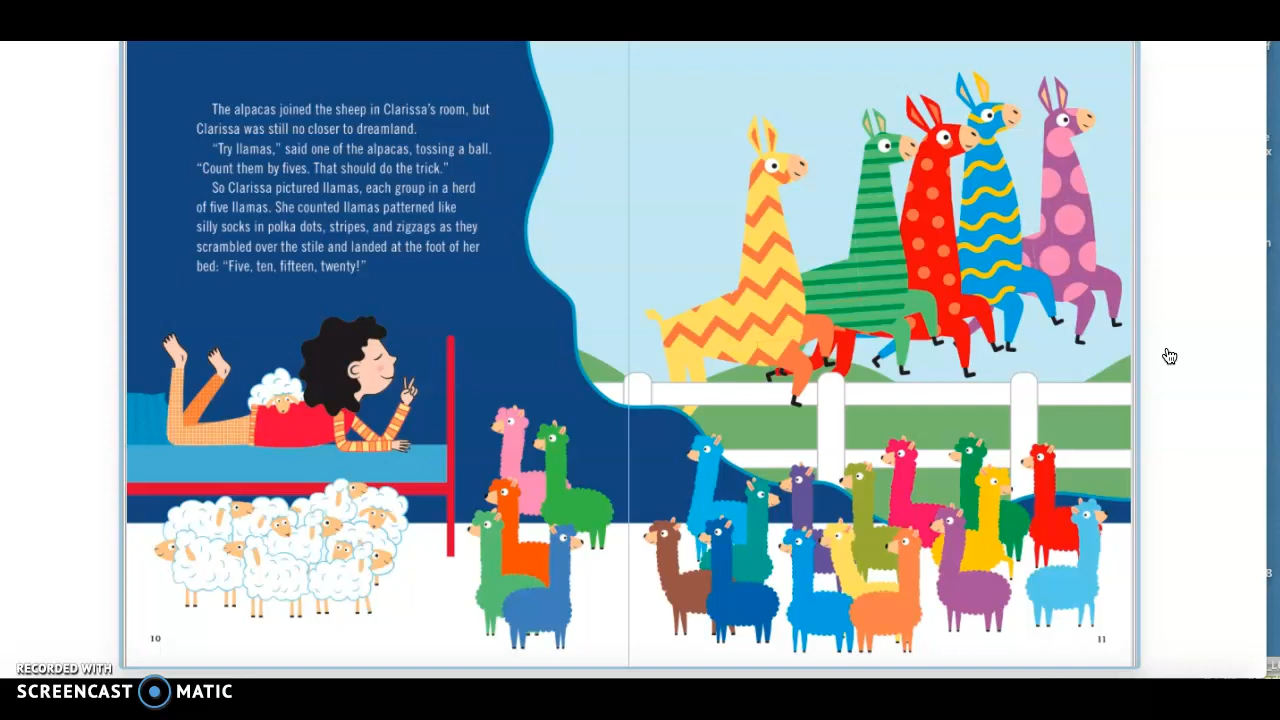 The alpacas joined the sheep in Clarissa's room, but
Clarissa was still no closer to dreamland.
"Try llamas," said one of the alpacas, tossing a ball.
"Count them by fives. That should do the trick."
So Clarissa pictured llamas, each group in a herd
of five llamas. She counted llamas patterned like
silly socks in polka dots, stripes, and zigzags as they
scrambled over the stile and landed at the foot of her
bed: "Five, ten, fifteen, twenty!"
10
11
RECORDED WITH
SCREENCAST MATIC